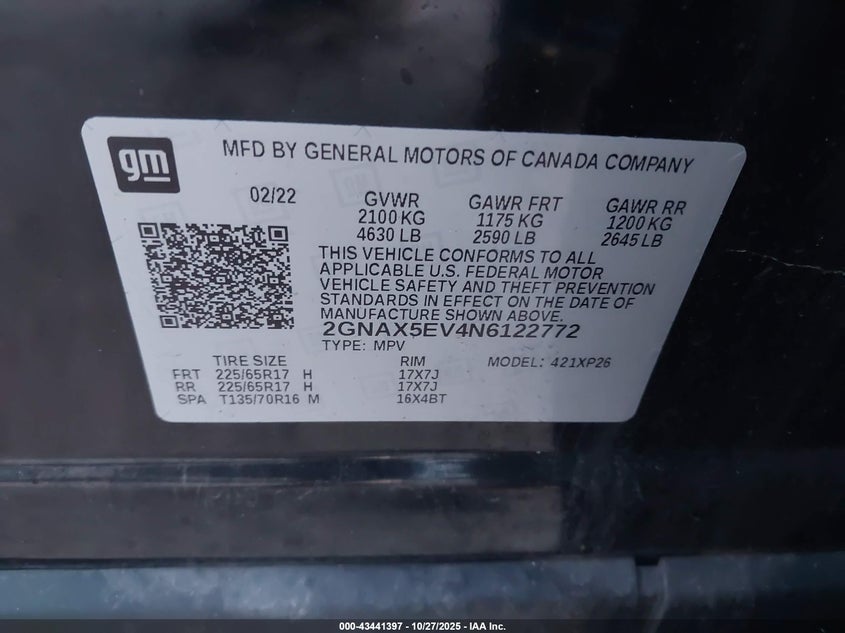 gm
MFD BY GENERAL MOTORS OF CANADA COMPANY
02/22
GVWR
2100 KG
4630 LB
GAWR FRT
1175 KG
2590 LB
GAWR RR
1200 KG
2645 LB
THIS VEHICLE CONFORMS TO ALL
APPLICABLE U.S. FEDERAL MOTOR
VEHICLE SAFETY AND THEFT PREVENTION
STANDARDS IN EFFECT ON THE DATE OF
MANUFACTURE SHOWN ABOVE.
2GNAX5EV4N6122772
TYPE: MPV
MODEL: 421XP26
TIRE SIZE RIM
FRT 225/65R17 H 17X7J
RR 225/65R17 H 17X7J
SPA T135/70R16 M 16X4BT
000-43441397 - 10/27/2025 - IAA Inc.